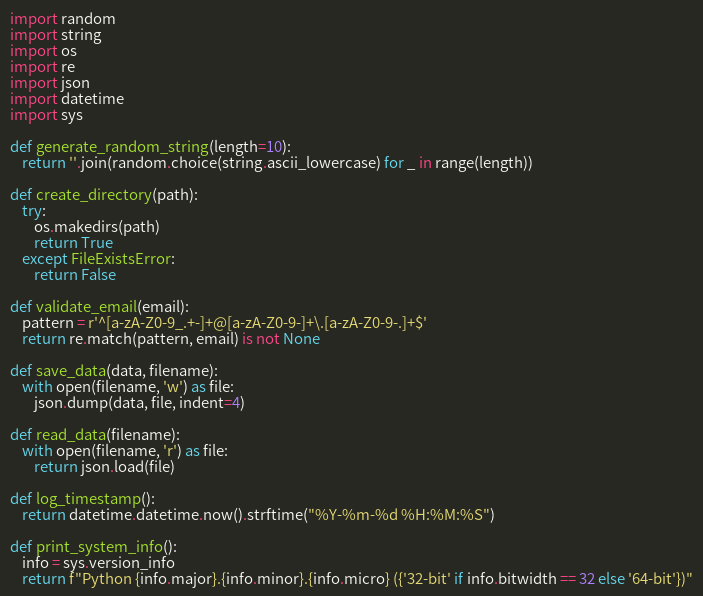 import random
import string
import os
import re
import json
import datetime
import sys

def generate_random_string(length=10):
    return ''.join(random.choice(string.ascii_lowercase) for _ in range(length))

def create_directory(path):
    try:
        os.makedirs(path)
        return True
    except FileExistsError:
        return False

def validate_email(email):
    pattern = r'^[a-zA-Z0-9_.+-]+@[a-zA-Z0-9-]+\.[a-zA-Z0-9-.]+$'
    return re.match(pattern, email) is not None

def save_data(data, filename):
    with open(filename, 'w') as file:
        json.dump(data, file, indent=4)

def read_data(filename):
    with open(filename, 'r') as file:
        return json.load(file)

def log_timestamp():
    return datetime.datetime.now().strftime("%Y-%m-%d %H:%M:%S")

def print_system_info():
    info = sys.version_info
    return f"Python {info.major}.{info.minor}.{info.micro} ({'32-bit' if info.bitwidth == 32 else '64-bit'})"